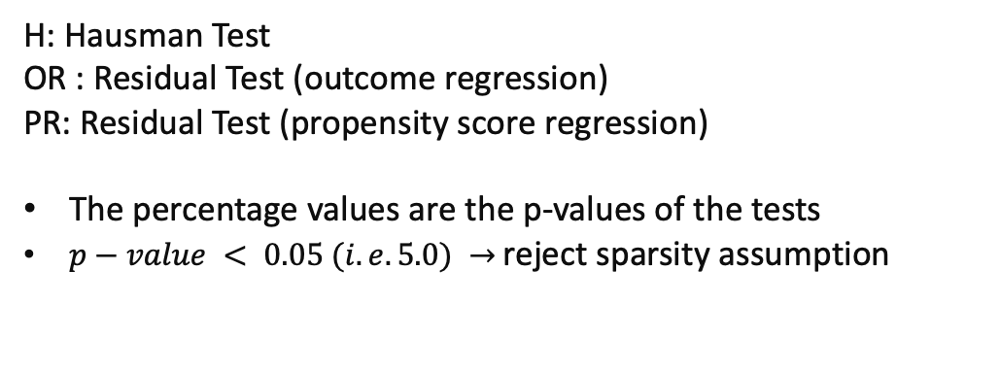 H: Hausman Test
OR : Residual Test (outcome regression)
PR: Residual Test (propensity score regression)
• The percentage values are the p-values of the tests
• p − value < 0.05 (i. e. 5.0) → reject sparsity assumption